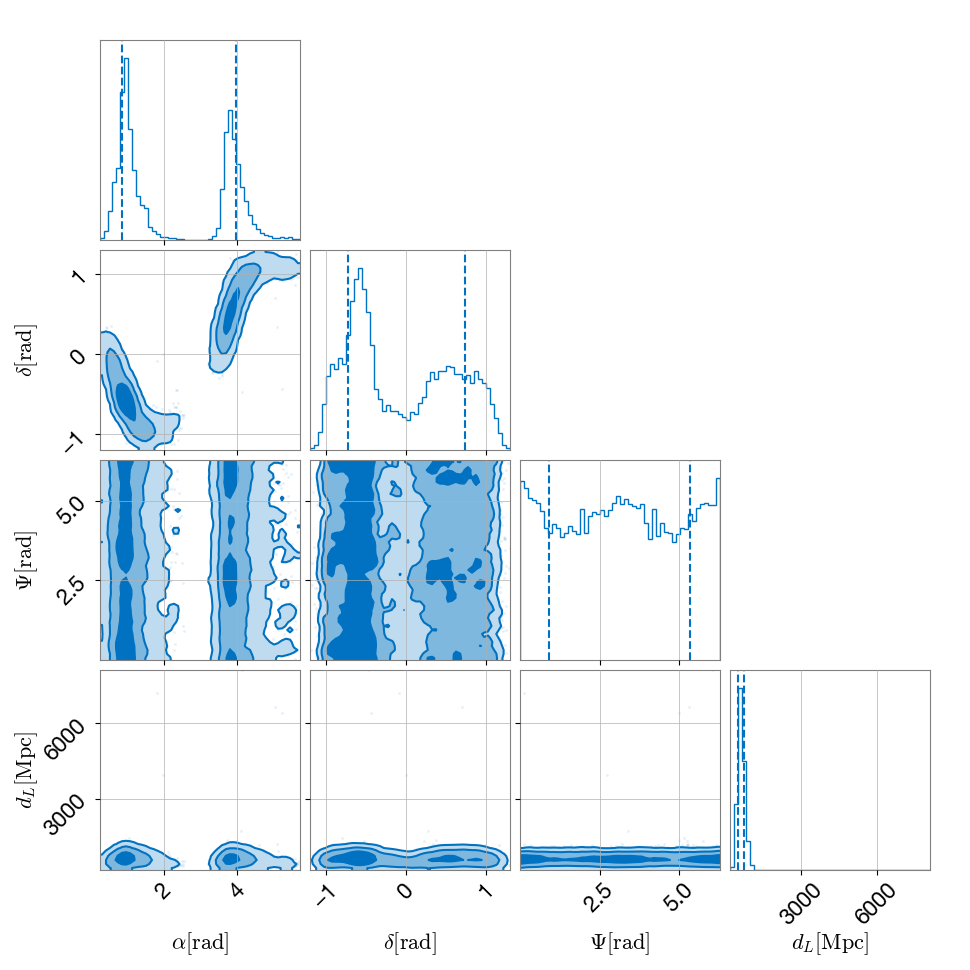 δ[rad]
1
0
−1
Ψ[rad]
5.0
2.5
d_L[Mpc]
6000
3000
2 4
−1 0 1
2.5 5.0
3000 6000
α[rad] δ[rad] Ψ[rad] d_L[Mpc]